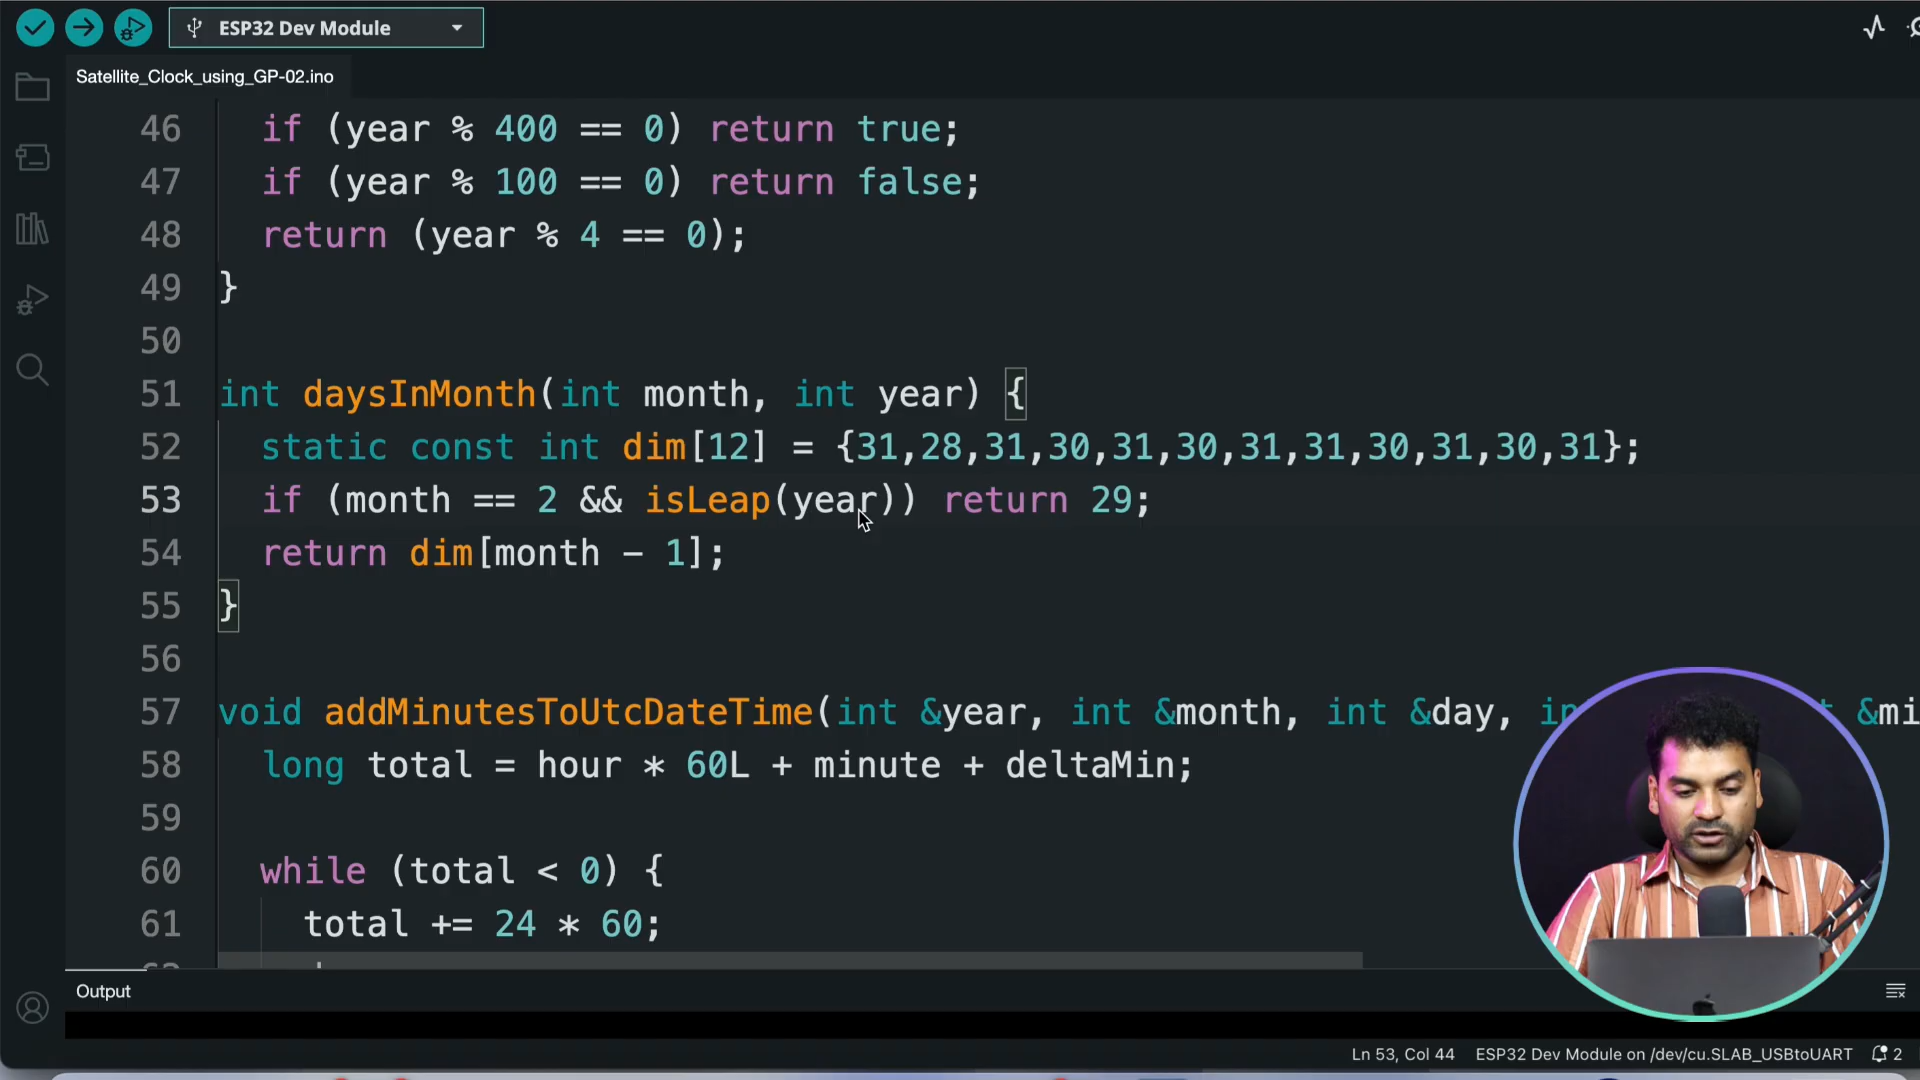 ESP32 Dev Module
Satellite_Clock_using_GP-02.ino
46 if (year % 400 == 0) return true;
47 if (year % 100 == 0) return false;
48 return (year % 4 == 0);
49 }
50
51 int daysInMonth(int month, int year) {
52 static const int dim[12] = {31,28,31,30,31,30,31,31,30,31,30,31};
53 if (month == 2 && isLeap(year)) return 29;
54 return dim[month - 1];
55 }
56
57 void addMinutesToUtcDateTime(int &year, int &month, int &day, &mi
58 long total = hour * 60L + minute + deltaMin;
59
60 while (total < 0) {
61 total += 24 * 60;
Output
Ln 53, Col 44 ESP32 Dev Module on /dev/cu.SLAB_USBtoUART 2